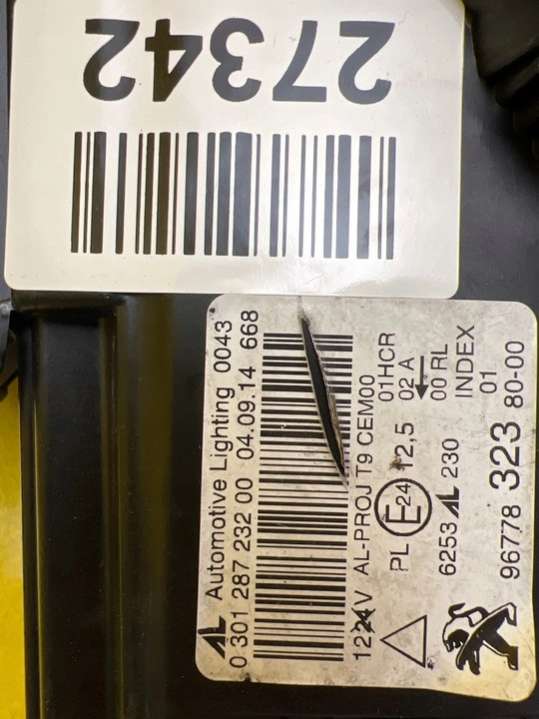 27342
AL Automotive Lighting 0043
0 301 287 232 00 04.09.14 668
1224V AL-PROJ T9 CEM00
PL E24 12,5 01HCR
02 A
6253 AL 230 00 RL
INDEX
96778 323 80-00 01